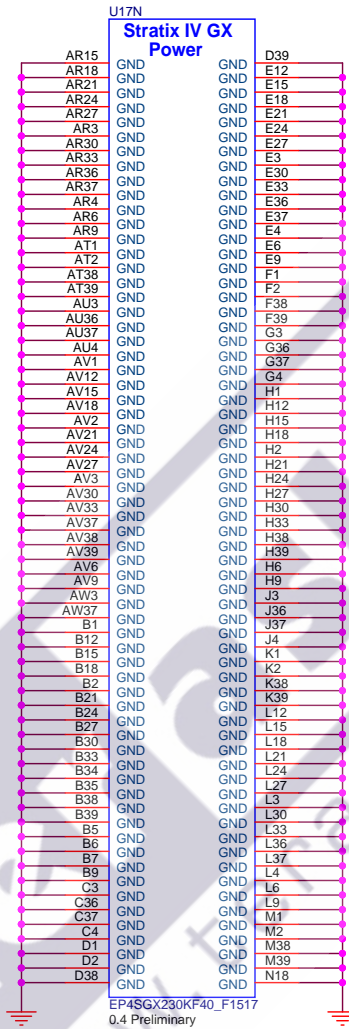 U17N
Stratix IV GX
Power
AR15 GND GND D39
AR18 GND GND E12
AR21 GND GND E15
AR24 GND GND E18
AR27 GND GND E21
AR3 GND GND E24
AR30 GND GND E27
AR33 GND GND E3
AR36 GND GND E30
AR37 GND GND E33
AR4 GND GND E36
AR6 GND GND E37
AR9 GND GND E4
AT1 GND GND E6
AT2 GND GND E9
AT38 GND GND F1
AT39 GND GND F2
AU3 GND GND F38
AU36 GND GND F39
AU37 GND GND G3
AU4 GND GND G36
AV1 GND GND G37
AV12 GND GND G4
AV15 GND GND H1
AV18 GND GND H12
AV2 GND GND H15
AV21 GND GND H18
AV24 GND GND H2
AV27 GND GND H21
AV3 GND GND H24
AV30 GND GND H27
AV33 GND GND H30
AV37 GND GND H33
AV38 GND GND H38
AV39 GND GND H39
AV6 GND GND H6
AV9 GND GND H9
AW3 GND GND J3
AW37 GND GND J36
B1 GND GND J37
B12 GND GND J4
B15 GND GND K1
B18 GND GND K2
B2 GND GND K38
B21 GND GND K39
B24 GND GND L12
B27 GND GND L15
B30 GND GND L18
B33 GND GND L21
B34 GND GND L24
B35 GND GND L27
B38 GND GND L3
B39 GND GND L30
B5 GND GND L33
B6 GND GND L36
B7 GND GND L37
B9 GND GND L4
C3 GND GND L6
C36 GND GND L9
C37 GND GND M1
C4 GND GND M2
D1 GND GND M38
D2 GND GND M39
D38 GND GND N18
EP4SGX230KF40_F1517
0.4 Preliminary